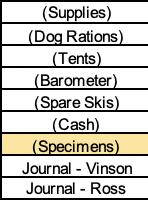 (Supplies)
(Dog Rations)
(Tents)
(Barometer)
(Spare Skis)
(Cash)
(Specimens)
Journal - Vinson
Journal - Ross